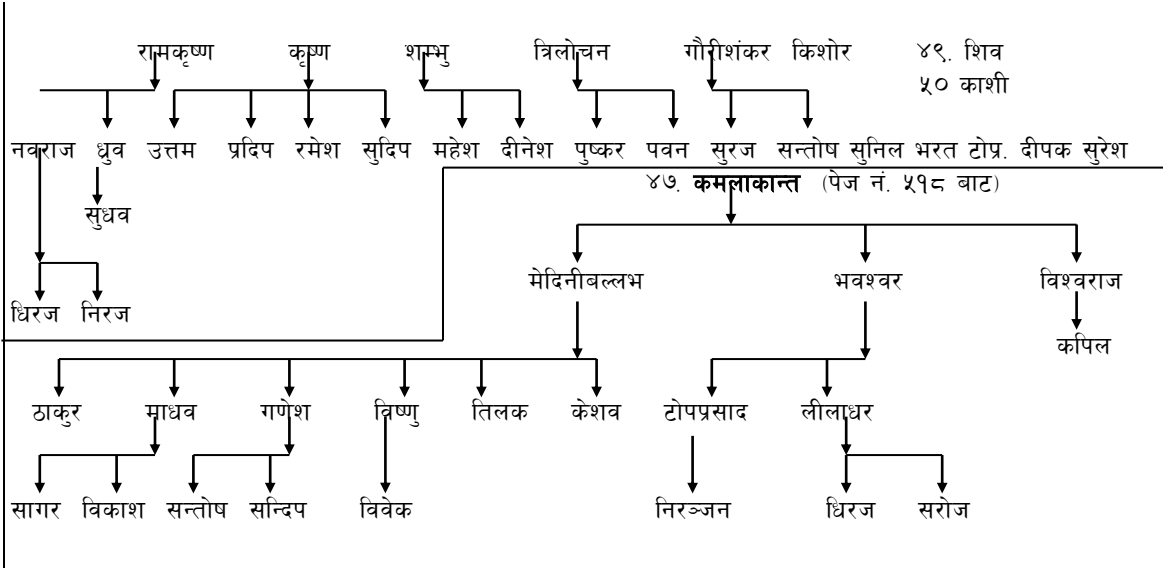 रामकृष्ण कृष्ण शम्भु त्रिलोचन गौरीशंकर किशोर ४९. शिव
५० काशी
नवराज ध्रुव उत्तम प्रदिप रमेश सुदिप महेश दीनेश पुष्कर पवन सुरज सन्तोष सुनिल भरत टोप्र. दीपक सुरेश
४७. कमलाकान्त (पेज नं. ५१८ बाट)
सुधव
मेदिनीबल्लभ भवश्वर विश्वराज
धिरज निरज
कपिल
ठाकुर माधव गणेश विष्णु तिलक केशव टोपप्रसाद लीलाधर
सागर विकाश सन्तोष सन्दिप विवेक निरञ्जन धिरज सरोज